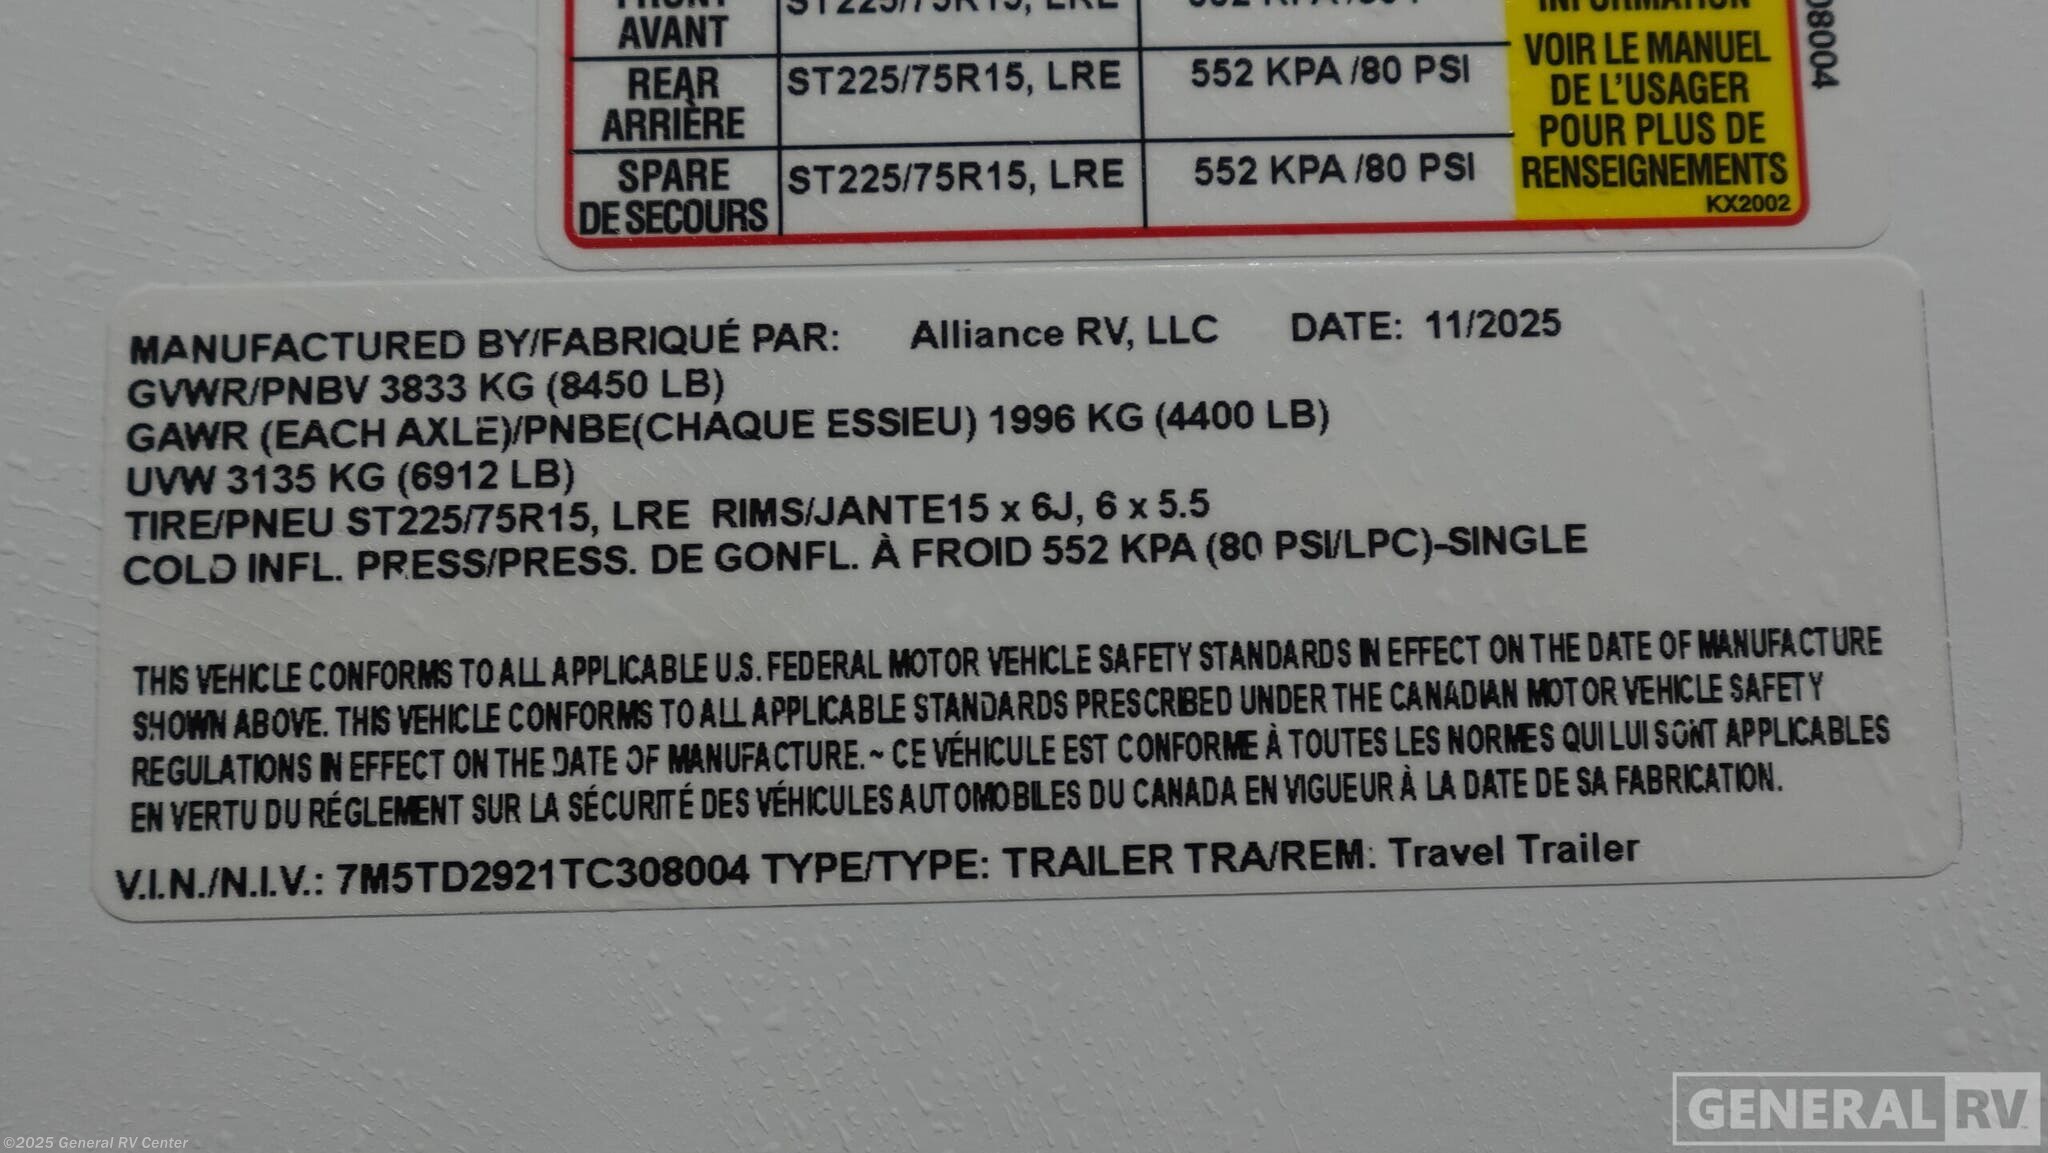 AVANT
REAR
ARRIÈRE
ST225/75R15, LRE
552 KPA /80 PSI
SPARE
DE SECOURS
ST225/75R15, LRE
552 KPA /80 PSI
INFORMATION
VOIR LE MANUEL
DE L'USAGER
POUR PLUS DE
RENSEIGNEMENTS
KX2002
08004
MANUFACTURED BY/FABRIQUÉ PAR: Alliance RV, LLC DATE: 11/2025
GVWR/PNBV 3833 KG (8450 LB)
GAWR (EACH AXLE)/PNBE(CHAQUE ESSIEU) 1996 KG (4400 LB)
UVW 3135 KG (6912 LB)
TIRE/PNEU ST225/75R15, LRE RIMS/JANTE15 x 6J, 6 x 5.5
COLD INFL. PRESS/PRESS. DE GONFL. À FROID 552 KPA (80 PSI/LPC)-SINGLE
THIS VEHICLE CONFORMS TO ALL APPLICABLE U.S. FEDERAL MOTOR VEHICLE SAFETY STANDARDS IN EFFECT ON THE DATE OF MANUFACTURE
SHOWN ABOVE. THIS VEHICLE CONFORMS TO ALL APPLICABLE STANDARDS PRESCRIBED UNDER THE CANADIAN MOTOR VEHICLE SAFETY
REGULATIONS IN EFFECT ON THE DATE OF MANUFACTURE. ~ CE VÉHICULE EST CONFORME À TOUTES LES NORMES QUI LUI SONT APPLICABLES
EN VERTU DU RÉGLEMENT SUR LA SÉCURITÉ DES VÉHICULES AUTOMOBILES DU CANADA EN VIGUEUR À LA DATE DE SA FABRICATION.
V.I.N./N.I.V.: 7M5TD2921TC308004 TYPE/TYPE: TRAILER TRA/REM: Travel Trailer
GENERAL RV
©2025 General RV Center